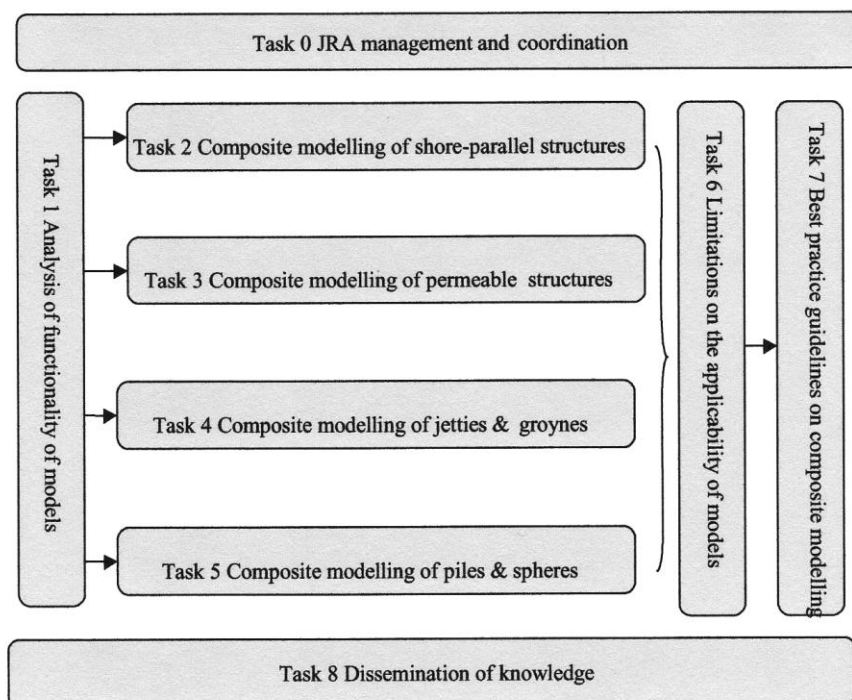 Task 0 JRA management and coordination
Task 1 Analysis of functionality of models
Task 2 Composite modelling of shore-parallel structures
Task 3 Composite modelling of permeable structures
Task 4 Composite modelling of jetties & groynes
Task 5 Composite modelling of piles & spheres
Task 6 Limitations on the applicability of models
Task 7 Best practice guidelines on composite modelling
Task 8 Dissemination of knowledge